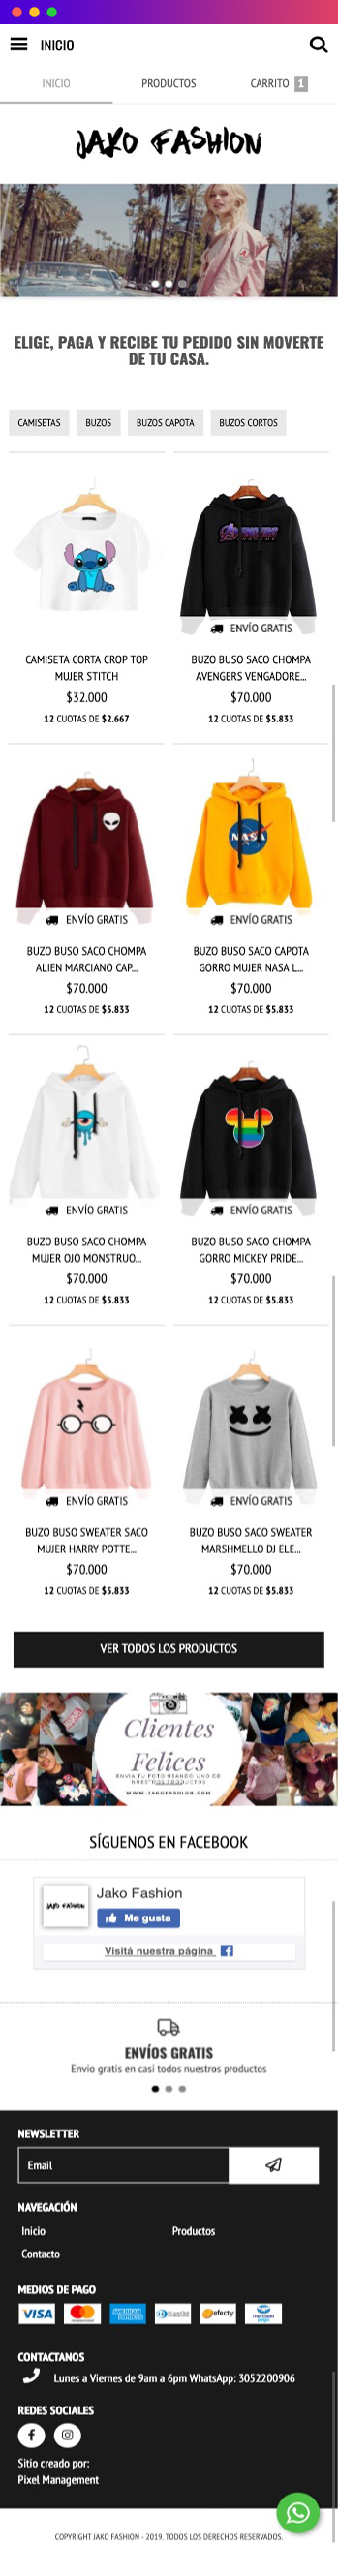 INICIO
INICIO PRODUCTOS CARRITO 1
JAKO FASHION
ELIGE, PAGA Y RECIBE TU PEDIDO SIN MOVERTE
DE TU CASA.
CAMISETAS BUZOS BUZOS CAPOTA BUZOS CORTOS
AVENGERS
ENVÍO GRATIS
CAMISETA CORTA CROP TOP
MUJER STITCH
$32.000
12 CUOTAS DE $2.667
BUZO BUSO SACO CHOMPA
AVENGERS VENGADORE...
$70.000
12 CUOTAS DE $5.833
ENVÍO GRATIS
NASA
ENVÍO GRATIS
BUZO BUSO SACO CHOMPA
ALIEN MARCIANO CAP...
$70.000
12 CUOTAS DE $5.833
BUZO BUSO SACO CAPOTA
GORRO MUJER NASA L...
$70.000
12 CUOTAS DE $5.833
ENVÍO GRATIS
ENVÍO GRATIS
BUZO BUSO SACO CHOMPA
MUJER OJO MONSTRUO...
$70.000
12 CUOTAS DE $5.833
BUZO BUSO SACO CHOMPA
GORRO MICKEY PRIDE...
$70.000
12 CUOTAS DE $5.833
ENVÍO GRATIS
ENVÍO GRATIS
BUZO BUSO SWEATER SACO
MUJER HARRY POTTE...
$70.000
12 CUOTAS DE $5.833
BUZO BUSO SACO SWEATER
MARSHMELLO DJ ELE...
$70.000
12 CUOTAS DE $5.833
VER TODOS LOS PRODUCTOS
Clientes
Felices
ENVIA TU FOTO USANDO UNO DE
NUESTROS PRODUCTOS
WWW.JAKOFASHION.COM
SÍGUENOS EN FACEBOOK
JAKO FASHION
Jako Fashion
Me gusta
Visitá nuestra página
ENVÍOS GRATIS
Envio gratis en casi todos nuestros productos
NEWSLETTER
Email
NAVEGACIÓN
Inicio Productos
Contacto
MEDIOS DE PAGO
VISA mastercard AMERICAN EXPRESS efecty mercado pago
CONTACTANOS
Lunes a Viernes de 9am a 6pm WhatsApp: 3052200906
REDES SOCIALES
Sitio creado por:
Pixel Management
COPYRIGHT JAKO FASHION - 2019. TODOS LOS DERECHOS RESERVADOS.